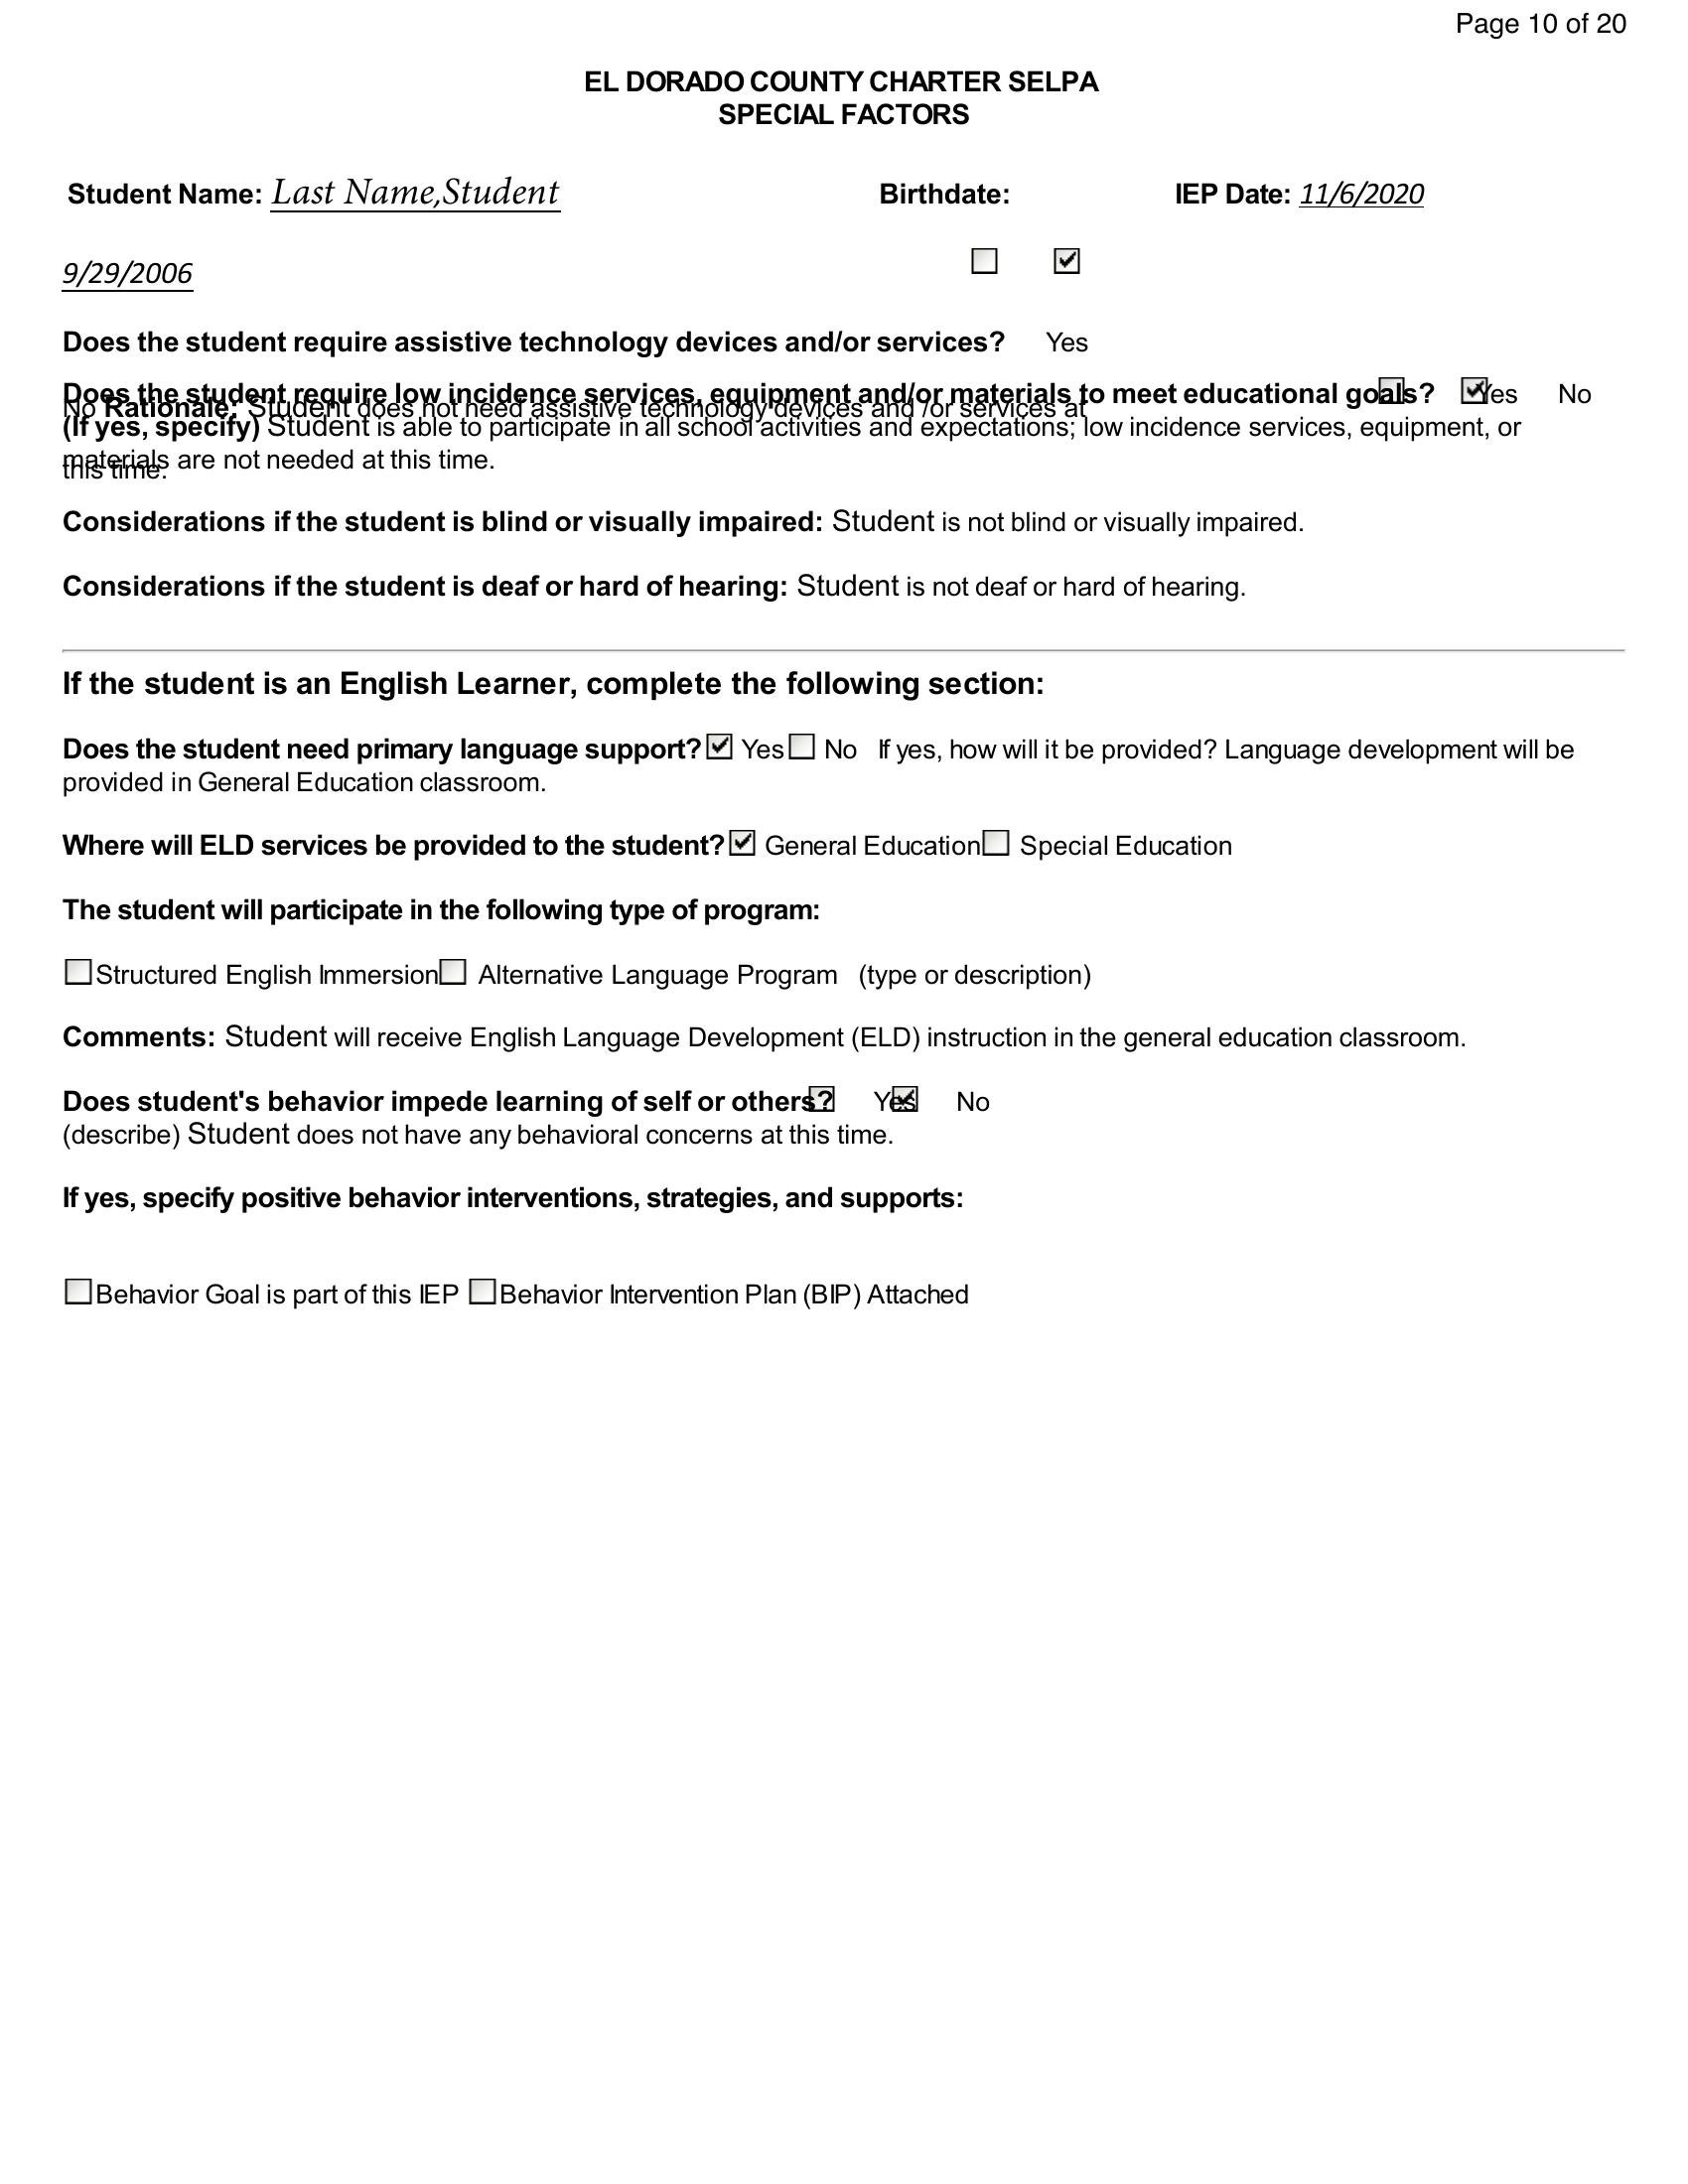 Page 10 of 20
EL DORADO COUNTY CHARTER SELPA
SPECIAL FACTORS
Student Name: Last Name,Student Birthdate: IEP Date: 11/6/2020
9/29/2006
Does the student require assistive technology devices and/or services? Yes
Does the student require low incidence services, equipment and/or materials to meet educational goals? Yes No
No Rationale: Student does not need assistive technology devices and /or services at
(If yes, specify) Student is able to participate in all school activities and expectations; low incidence services, equipment, or
materials are not needed at this time.
this time.
Considerations if the student is blind or visually impaired: Student is not blind or visually impaired.
Considerations if the student is deaf or hard of hearing: Student is not deaf or hard of hearing.
If the student is an English Learner, complete the following section:
Does the student need primary language support? Yes No If yes, how will it be provided? Language development will be
provided in General Education classroom.
Where will ELD services be provided to the student? General Education Special Education
The student will participate in the following type of program:
Structured English Immersion Alternative Language Program (type or description)
Comments: Student will receive English Language Development (ELD) instruction in the general education classroom.
Does student's behavior impede learning of self or others? Yes No
(describe) Student does not have any behavioral concerns at this time.
If yes, specify positive behavior interventions, strategies, and supports:
Behavior Goal is part of this IEP Behavior Intervention Plan (BIP) Attached